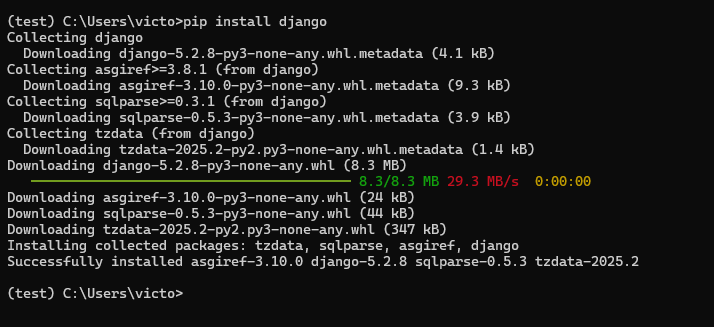 (test) C:\Users\victo>pip install django
Collecting django
  Downloading django-5.2.8-py3-none-any.whl.metadata (4.1 kB)
Collecting asgiref>=3.8.1 (from django)
  Downloading asgiref-3.10.0-py3-none-any.whl.metadata (9.3 kB)
Collecting sqlparse>=0.3.1 (from django)
  Downloading sqlparse-0.5.3-py3-none-any.whl.metadata (3.9 kB)
Collecting tzdata (from django)
  Downloading tzdata-2025.2-py2.py3-none-any.whl.metadata (1.4 kB)
Downloading django-5.2.8-py3-none-any.whl (8.3 MB)
8.3/8.3 MB 29.3 MB/s  0:00:00
Downloading asgiref-3.10.0-py3-none-any.whl (24 kB)
Downloading sqlparse-0.5.3-py3-none-any.whl (44 kB)
Downloading tzdata-2025.2-py2.py3-none-any.whl (347 kB)
Installing collected packages: tzdata, sqlparse, asgiref, django
Successfully installed asgiref-3.10.0 django-5.2.8 sqlparse-0.5.3 tzdata-2025.2
(test) C:\Users\victo>